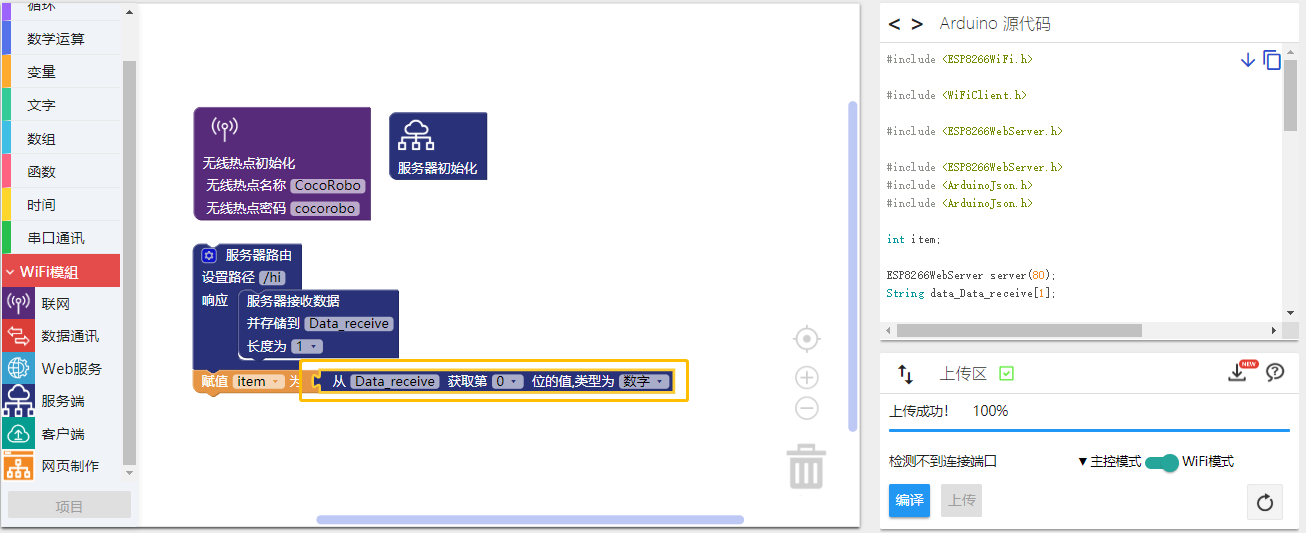 循环
数学运算
变量
文字
数组
函数
时间
串口通讯
WiFi模組
联网
数据通讯
Web服务
服务端
客户端
网页制作
项目
无线热点初始化
无线热点名称 CocoRobo
无线热点密码 cocorobo
服务器初始化
服务器路由
设置路径 /hi
响应
服务器接收数据
并存储到 Data_receive
长度为 1
赋值 item 为 从 Data_receive 获取第 0 位的值,类型为 数字
< > Arduino 源代码
#include <ESP8266WiFi.h>
#include <WiFiClient.h>
#include <ESP8266WebServer.h>
#include <ESP8266WebServer.h>
#include <ArduinoJson.h>
#include <ArduinoJson.h>
int item;
ESP8266WebServer server(80);
String data_Data_receive[1];
上传区
NEW
上传成功! 100%
检测不到连接端口
▼主控模式 WiFi模式
编译 上传